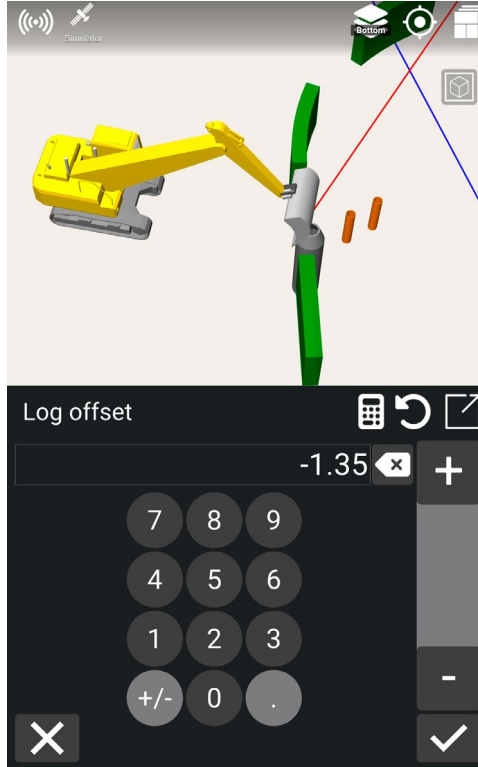 Simulator
Bottom
Log offset
-1.35
+
7 8 9
4 5 6
1 2 3
+/- 0 .
-